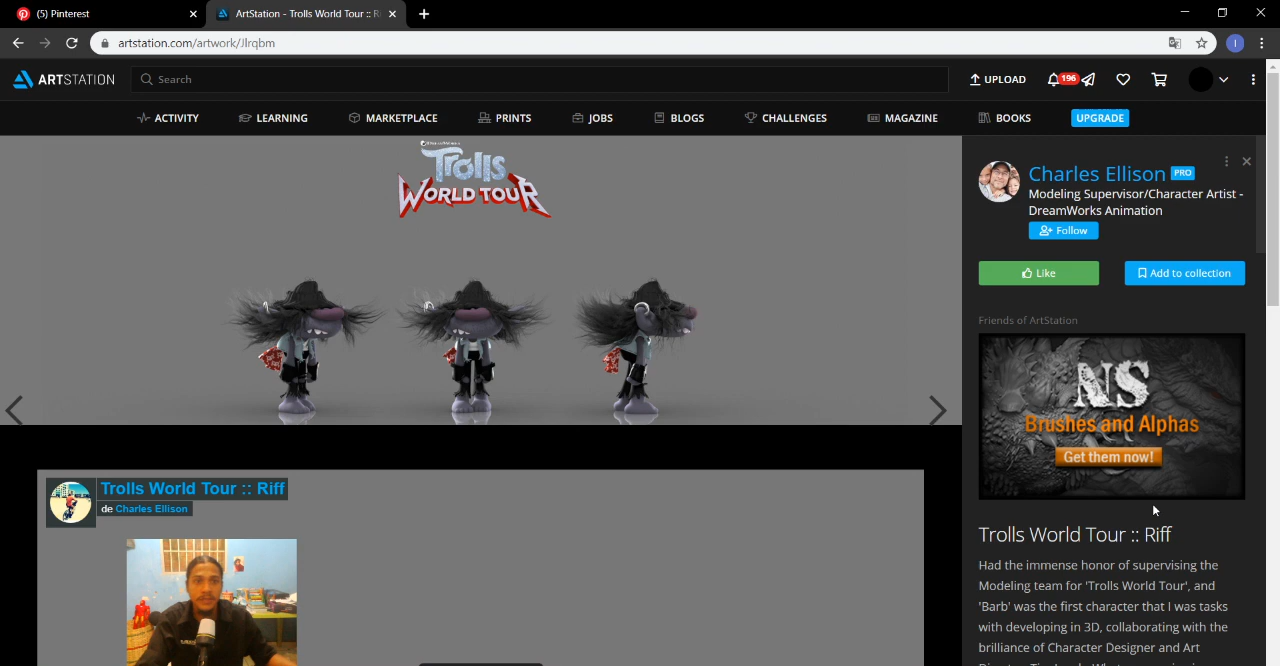 (5) Pinterest
ArtStation - Trolls World Tour :: R
artstation.com/artwork/Jlrqbm
ARTSTATION
Search
UPLOAD
196
ACTIVITY
LEARNING
MARKETPLACE
PRINTS
JOBS
BLOGS
CHALLENGES
MAGAZINE
BOOKS
UPGRADE
Trolls
WORLD TOUR
Charles Ellison PRO
Modeling Supervisor/Character Artist -
DreamWorks Animation
Follow
Like
Add to collection
Friends of ArtStation
NS
Brushes and Alphas
Get them now!
Trolls World Tour :: Riff
de Charles Ellison
Trolls World Tour :: Riff
Had the immense honor of supervising the
Modeling team for 'Trolls World Tour', and
'Barb' was the first character that I was tasks
with developing in 3D, collaborating with the
brilliance of Character Designer and Art